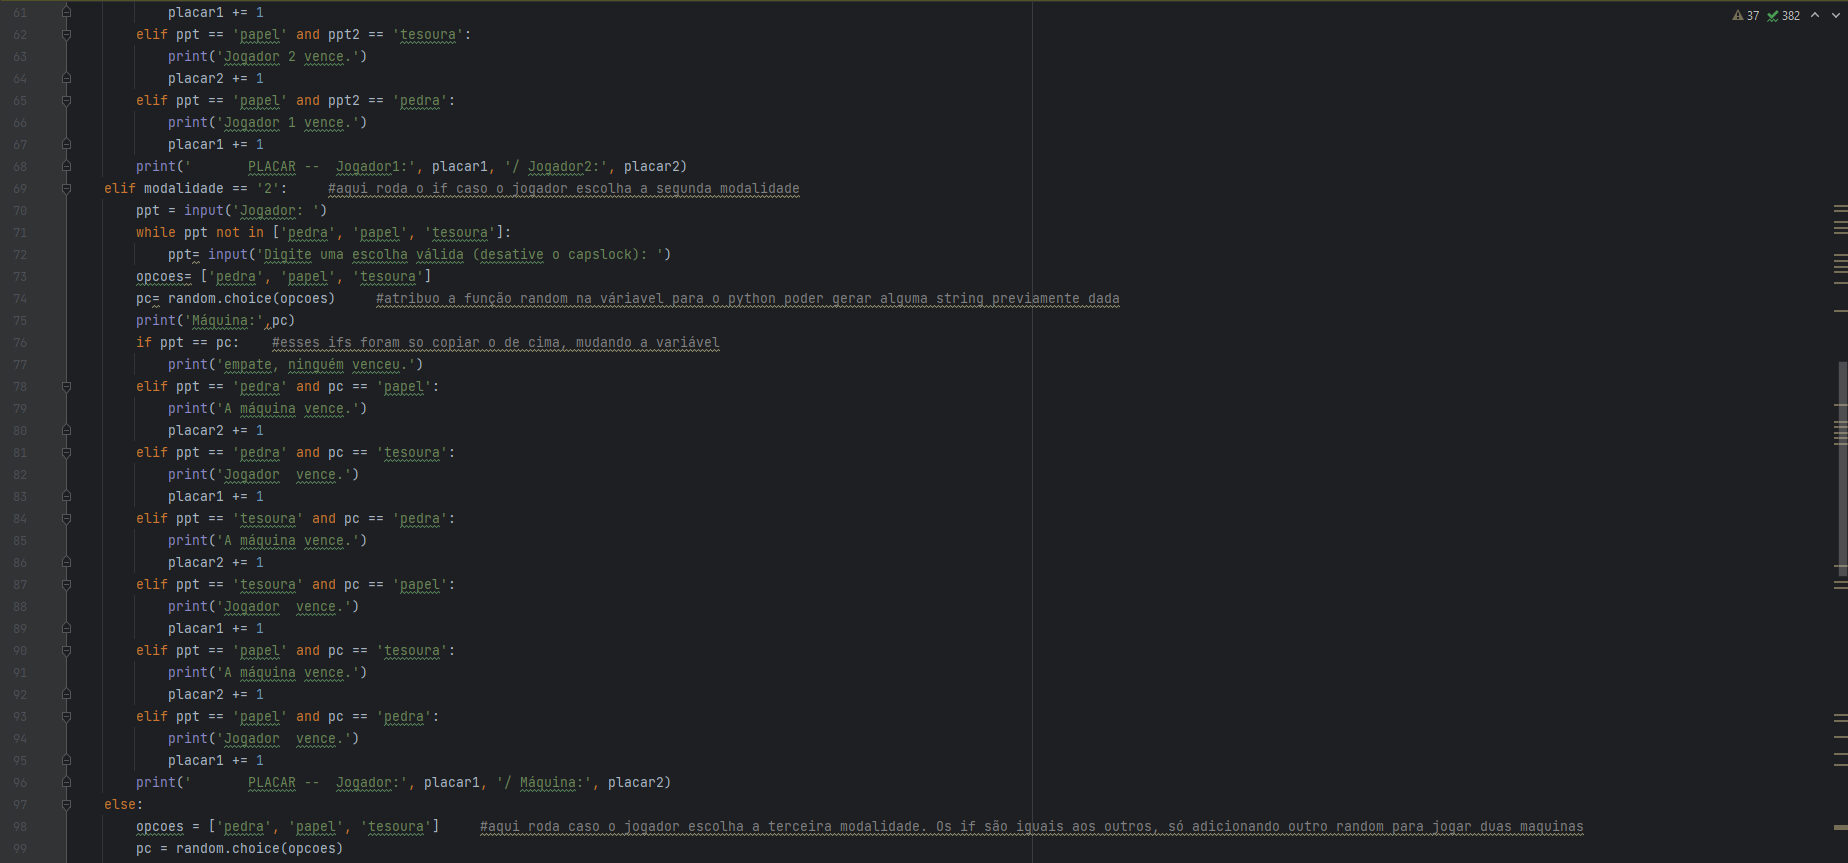 37 382
61 placar1 += 1
62 elif ppt == 'papel' and ppt2 == 'tesoura':
63 print('Jogador 2 vence.')
64 placar2 += 1
65 elif ppt == 'papel' and ppt2 == 'pedra':
66 print('Jogador 1 vence.')
67 placar1 += 1
68 print('       PLACAR --  Jogador1:', placar1, '/ Jogador2:', placar2)
69 elif modalidade == '2':     #aqui roda o if caso o jogador escolha a segunda modalidade
70 ppt = input('Jogador: ')
71 while ppt not in ['pedra', 'papel', 'tesoura']:
72 ppt= input('Digite uma escolha válida (desative o capslock): ')
73 opcoes= ['pedra', 'papel', 'tesoura']
74 pc= random.choice(opcoes)     #atribuo a função random na váriavel para o python poder gerar alguma string previamente dada
75 print('Máquina:',pc)
76 if ppt == pc:    #esses ifs foram so copiar o de cima, mudando a variável
77 print('empate, ninguém venceu.')
78 elif ppt == 'pedra' and pc == 'papel':
79 print('A máquina vence.')
80 placar2 += 1
81 elif ppt == 'pedra' and pc == 'tesoura':
82 print('Jogador  vence.')
83 placar1 += 1
84 elif ppt == 'tesoura' and pc == 'pedra':
85 print('A máquina vence.')
86 placar2 += 1
87 elif ppt == 'tesoura' and pc == 'papel':
88 print('Jogador  vence.')
89 placar1 += 1
90 elif ppt == 'papel' and pc == 'tesoura':
91 print('A máquina vence.')
92 placar2 += 1
93 elif ppt == 'papel' and pc == 'pedra':
94 print('Jogador  vence.')
95 placar1 += 1
96 print('       PLACAR --  Jogador:', placar1, '/ Máquina:', placar2)
97 else:
98 opcoes = ['pedra', 'papel', 'tesoura']     #aqui roda caso o jogador escolha a terceira modalidade. Os if são iguais aos outros, só adicionando outro random para jogar duas maquinas
99 pc = random.choice(opcoes)